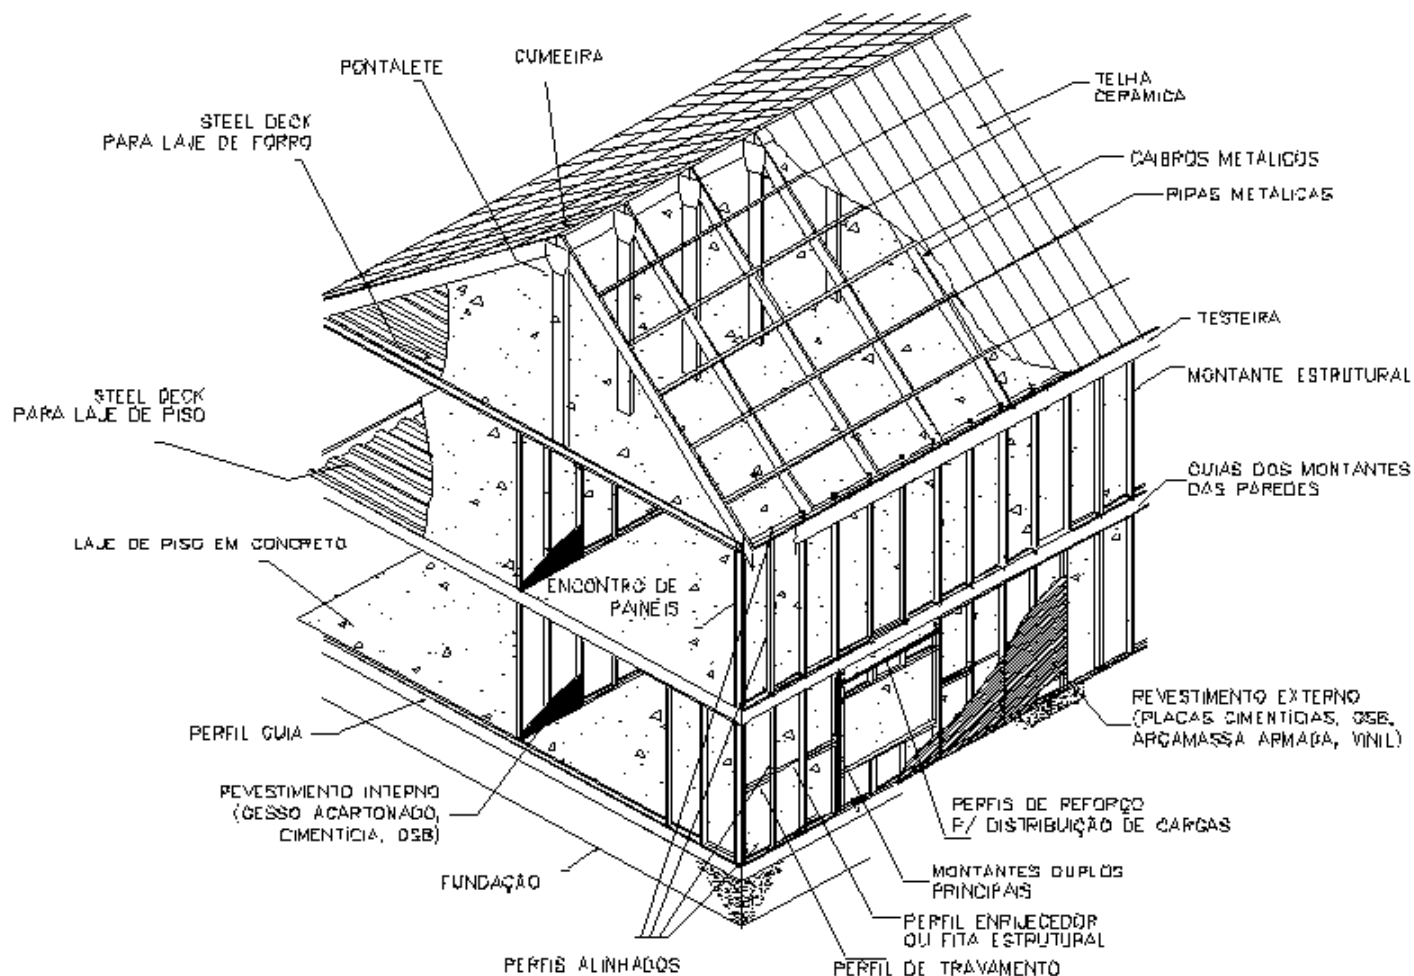 PONTALETE
CUMEEIRA
TELHA
CERÂMICA
STEEL DECK
PARA LAJE DE FORRO
CAIBROS METÁLICOS
RIPAS METÁLICAS
TESTEIRA
MONTANTE ESTRUTURAL
STEEL DECK
PARA LAJE DE PISO
GUIAS DOS MONTANTES
DAS PAREDES
LAJE DE PISO EM CONCRETO
ENCONTRO DE
PAINÉIS
PERFIL GUIA
REVESTIMENTO EXTERNO
(PLACAS CIMENTÍCIAS, OSB,
ARGAMASSA ARMADA, VINIL)
REVESTIMENTO INTERNO
(GESSO ACARTONADO,
CIMENTÍCIA, OSB)
PERFIS DE REFORÇO
P/ DISTRIBUIÇÃO DE CARGAS
FUNDAÇÃO
MONTANTES DUPLOS
PRINCIPAIS
PERFIL ENRIJECEDOR
OU FITA ESTRUTURAL
PERFIS ALINHADOS
PERFIL DE TRAVAMENTO